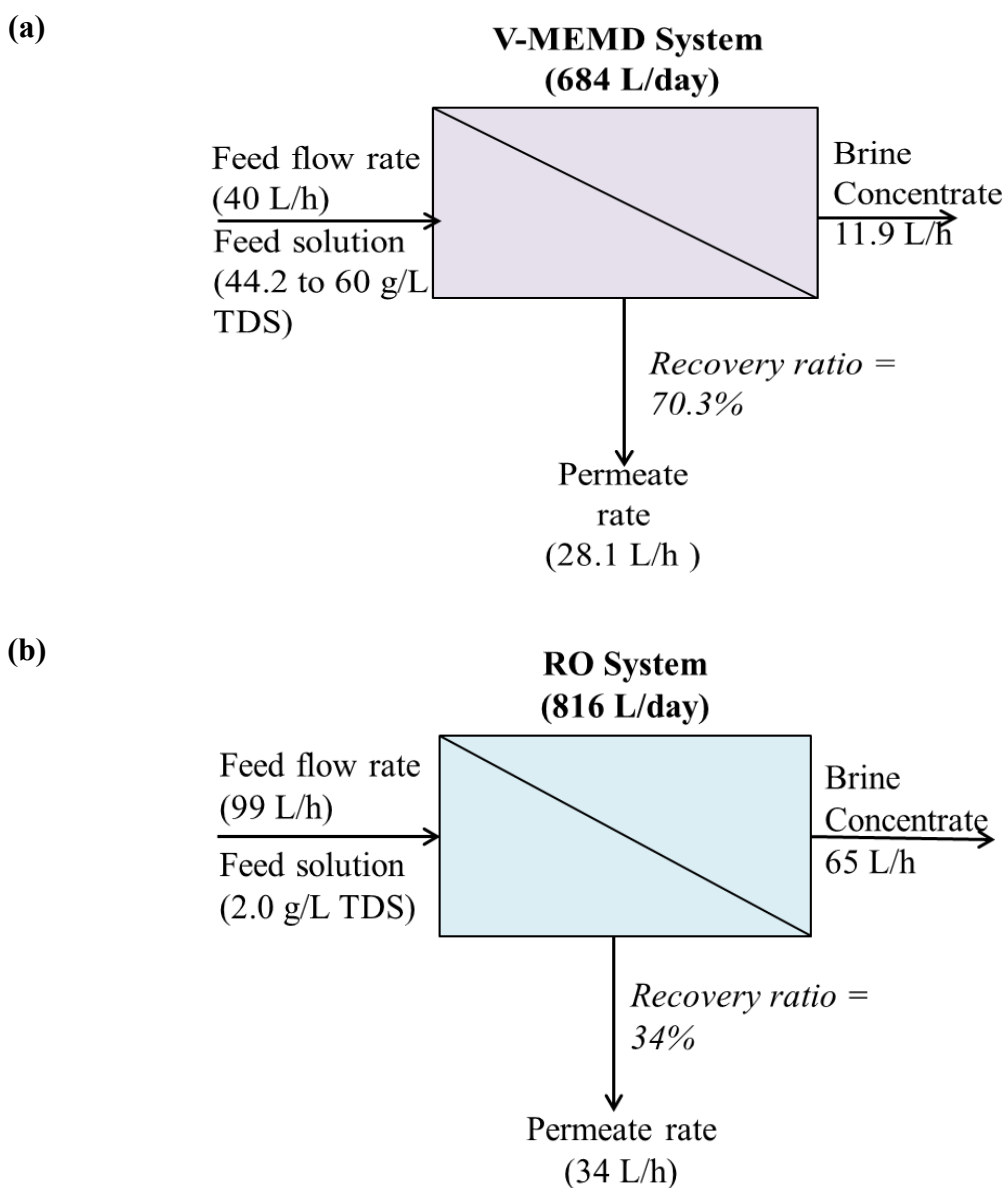 (a)
V-MEMD System
(684 L/day)
Feed flow rate
(40 L/h)
Feed solution
(44.2 to 60 g/L
TDS)
Brine
Concentrate
11.9 L/h
Recovery ratio =
70.3%
Permeate
rate
(28.1 L/h )
(b)
RO System
(816 L/day)
Feed flow rate
(99 L/h)
Feed solution
(2.0 g/L TDS)
Brine
Concentrate
65 L/h
Recovery ratio =
34%
Permeate rate
(34 L/h)